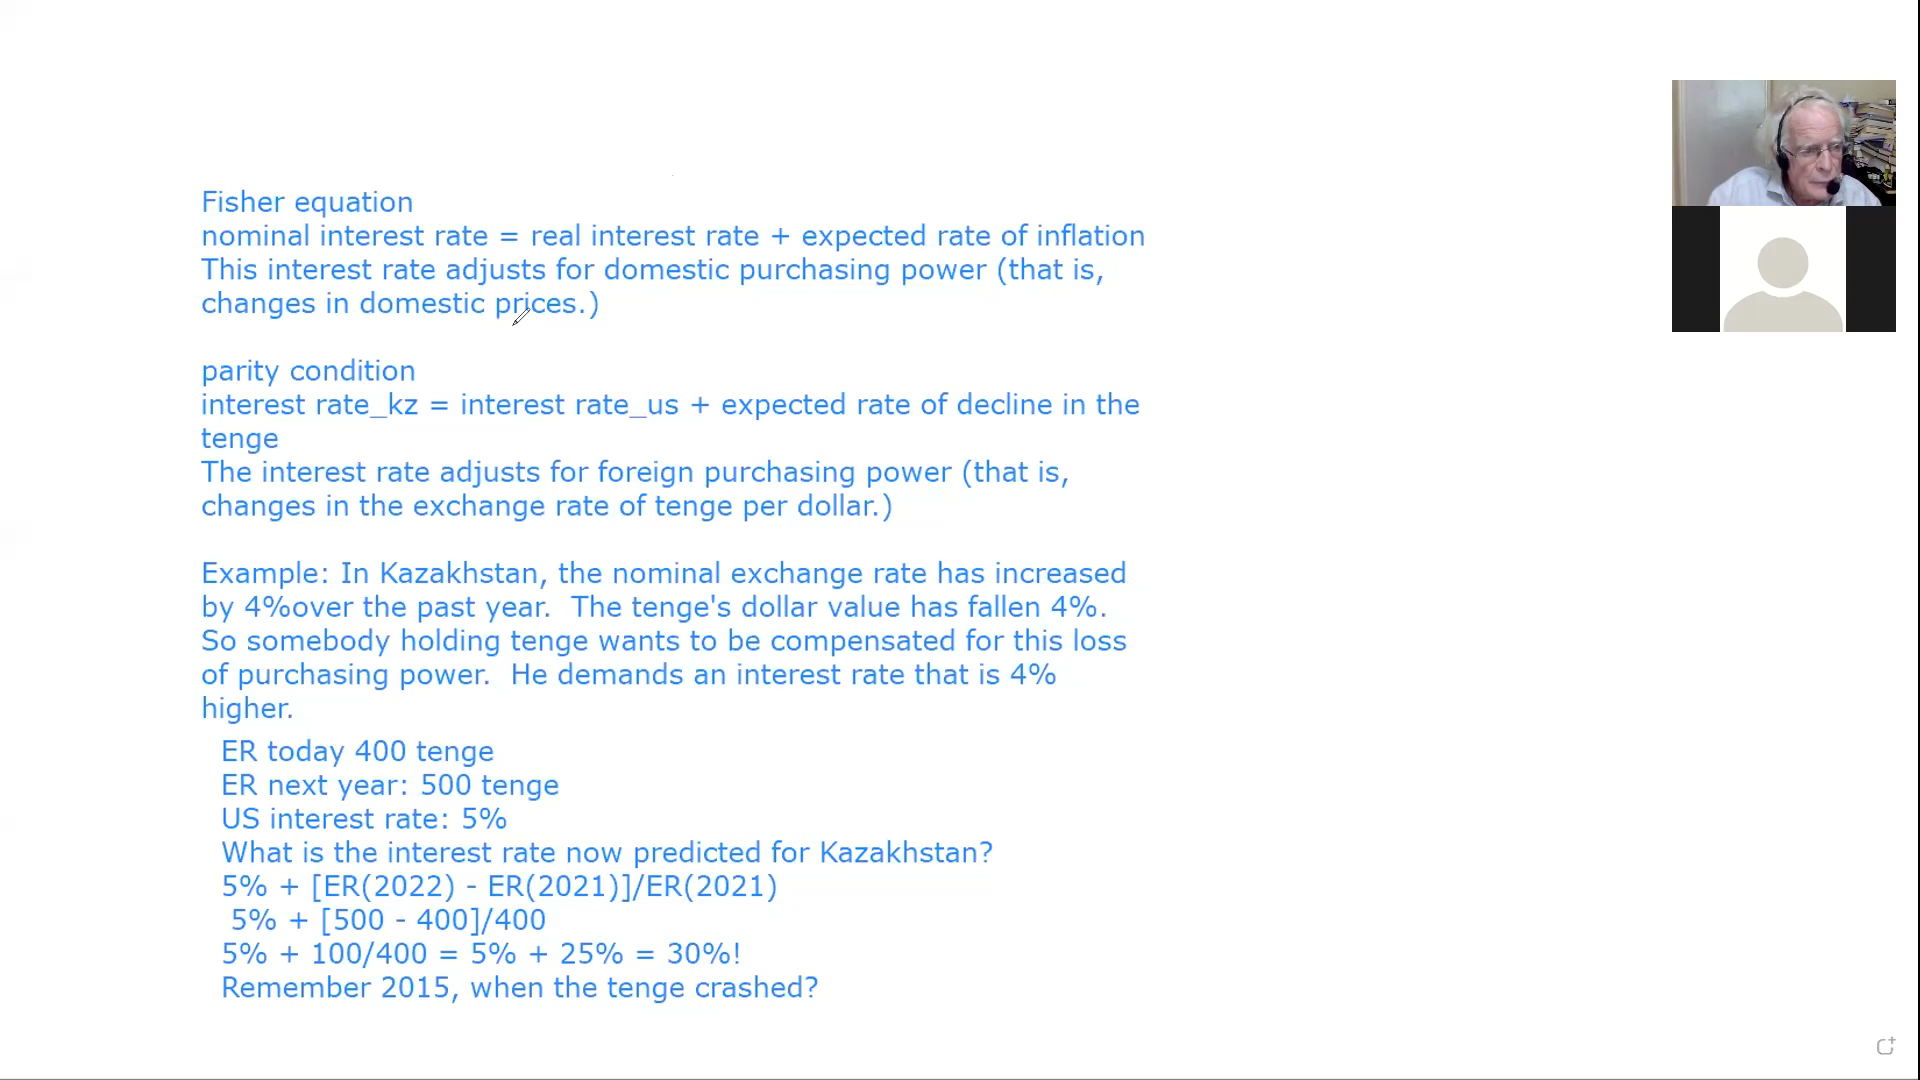 Fisher equation
nominal interest rate = real interest rate + expected rate of inflation
This interest rate adjusts for domestic purchasing power (that is,
changes in domestic prices.)
parity condition
interest rate_kz = interest rate_us + expected rate of decline in the
tenge
The interest rate adjusts for foreign purchasing power (that is,
changes in the exchange rate of tenge per dollar.)
Example: In Kazakhstan, the nominal exchange rate has increased
by 4%over the past year.  The tenge's dollar value has fallen 4%.
So somebody holding tenge wants to be compensated for this loss
of purchasing power.  He demands an interest rate that is 4%
higher.
ER today 400 tenge
ER next year: 500 tenge
US interest rate: 5%
What is the interest rate now predicted for Kazakhstan?
5% + [ER(2022) - ER(2021)]/ER(2021)
5% + [500 - 400]/400
5% + 100/400 = 5% + 25% = 30%!
Remember 2015, when the tenge crashed?